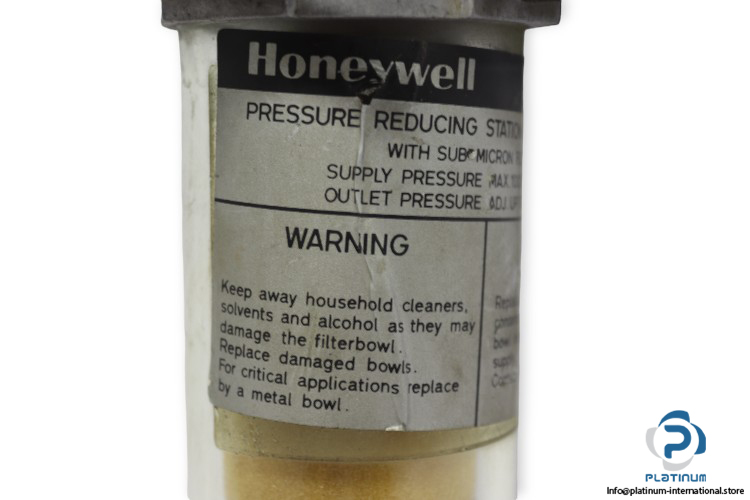 Honeywell
PRESSURE REDUCING STATION
WITH SUB MICRON
SUPPLY PRESSURE MAX.
OUTLET PRESSURE ADJ
WARNING
Keep away household cleaners,
solvents and alcohol as they may
damage the filterbowl.
Replace damaged bowls.
For critical applications replace
by a metal bowl.
PLATINUM
Info@platinum-international.store